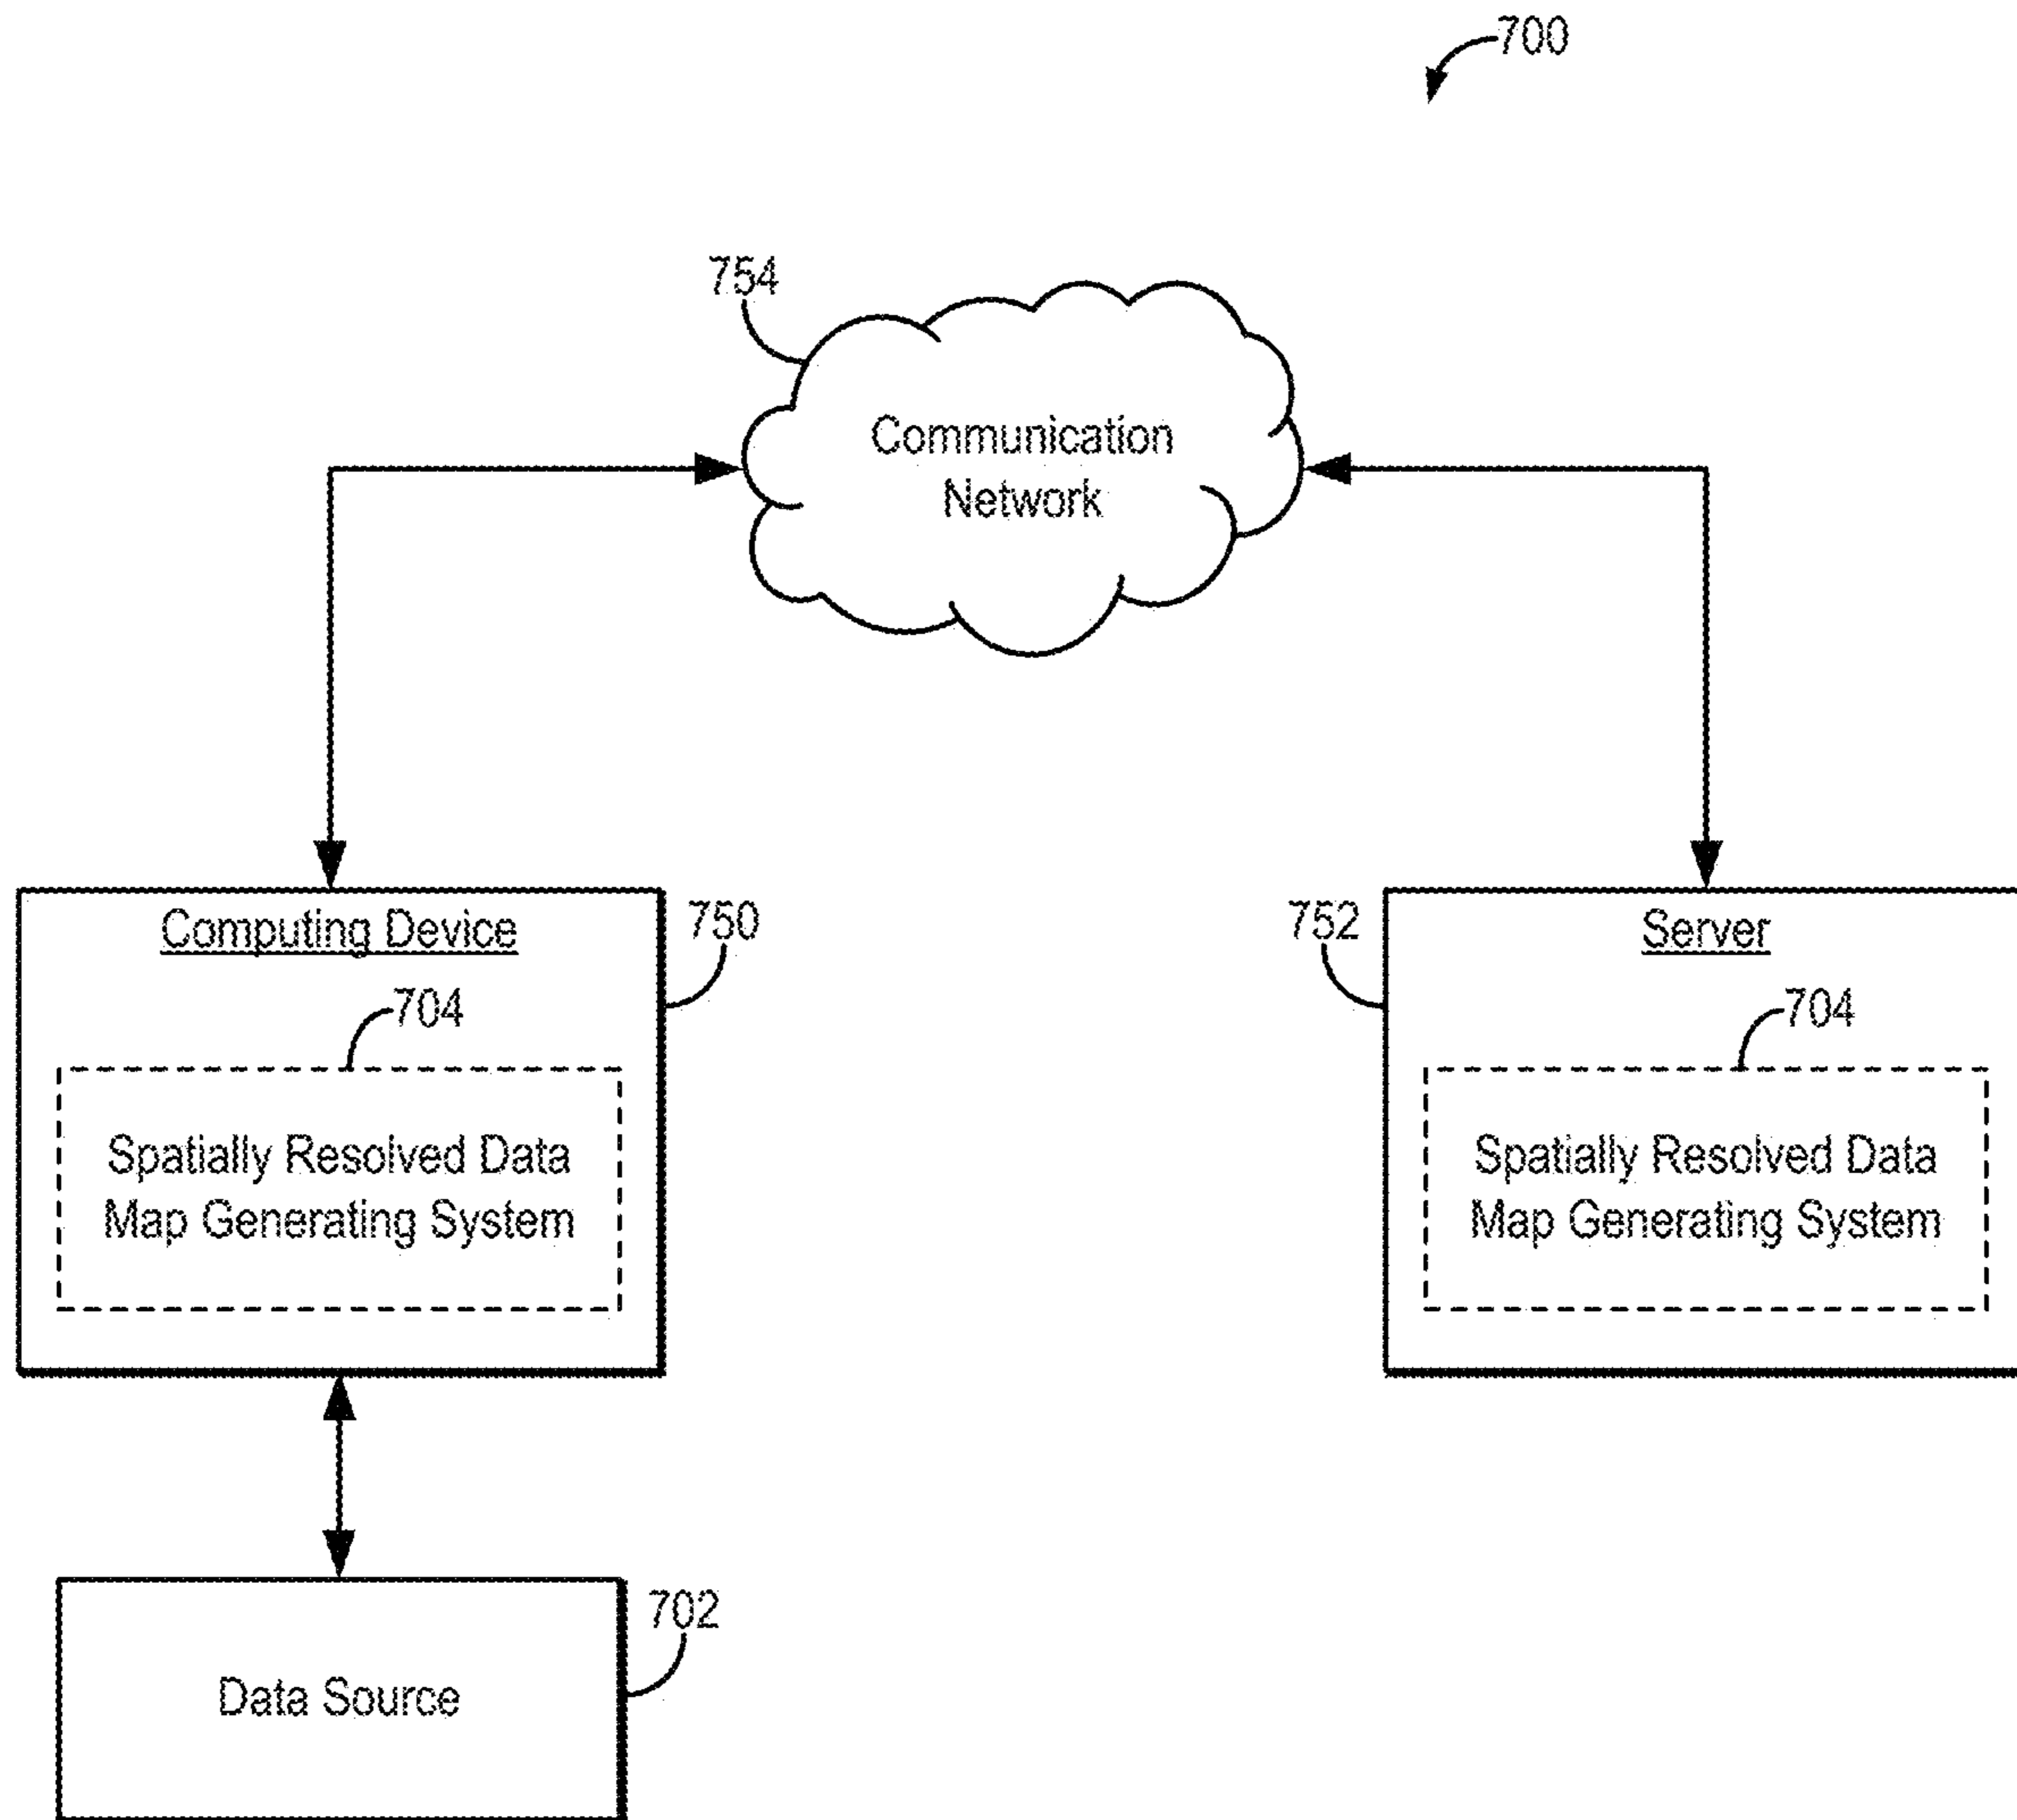 700
754
Communication
Network
Computing Device
750
752
Server
704
704
Spatially Resolved Data
Map Generating System
Spatially Resolved Data
Map Generating System
702
Data Source